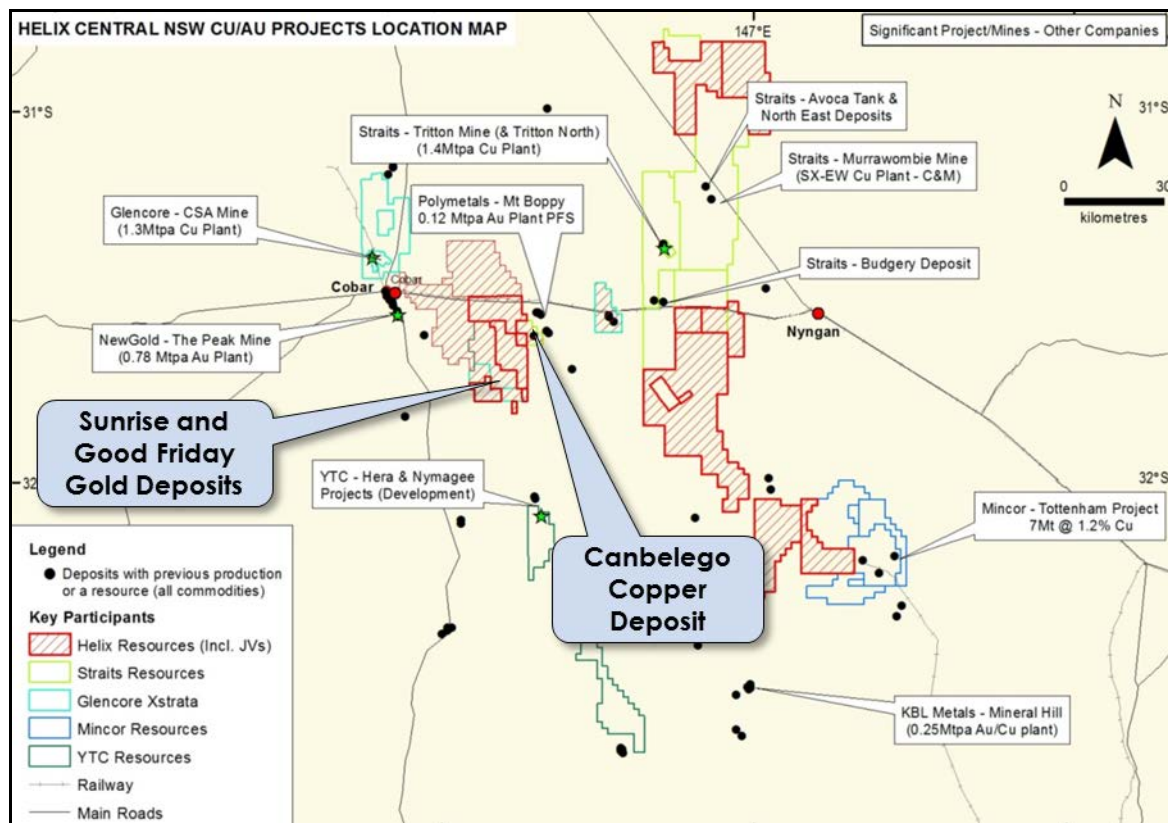 HELIX CENTRAL NSW CU/AU PROJECTS LOCATION MAP
147°E
Significant Project/Mines - Other Companies
31°S
31°S
N
0
30
kilometres
Straits - Avoca Tank &
North East Deposits
Straits - Tritton Mine (& Tritton North)
(1.4Mtpa Cu Plant)
Straits - Murrawombie Mine
(SX-EW Cu Plant - C&M)
Glencore - CSA Mine
(1.3Mtpa Cu Plant)
Polymetals - Mt Boppy
0.12 Mtpa Au Plant PFS
Straits - Budgery Deposit
Cobar
Cobar
Nyngan
NewGold - The Peak Mine
(0.78 Mtpa Au Plant)
Sunrise and
Good Friday
Gold Deposits
32°
32°S
YTC - Hera & Nymagee
Projects (Development)
Mincor - Tottenham Project
7Mt @ 1.2% Cu
Canbelego
Copper
Deposit
KBL Metals - Mineral Hill
(0.25Mtpa Au/Cu plant)
Legend
Deposits with previous production
or a resource (all commodities)
Key Participants
Helix Resources (Incl. JVs)
Straits Resources
Glencore Xstrata
Mincor Resources
YTC Resources
Railway
Main Roads